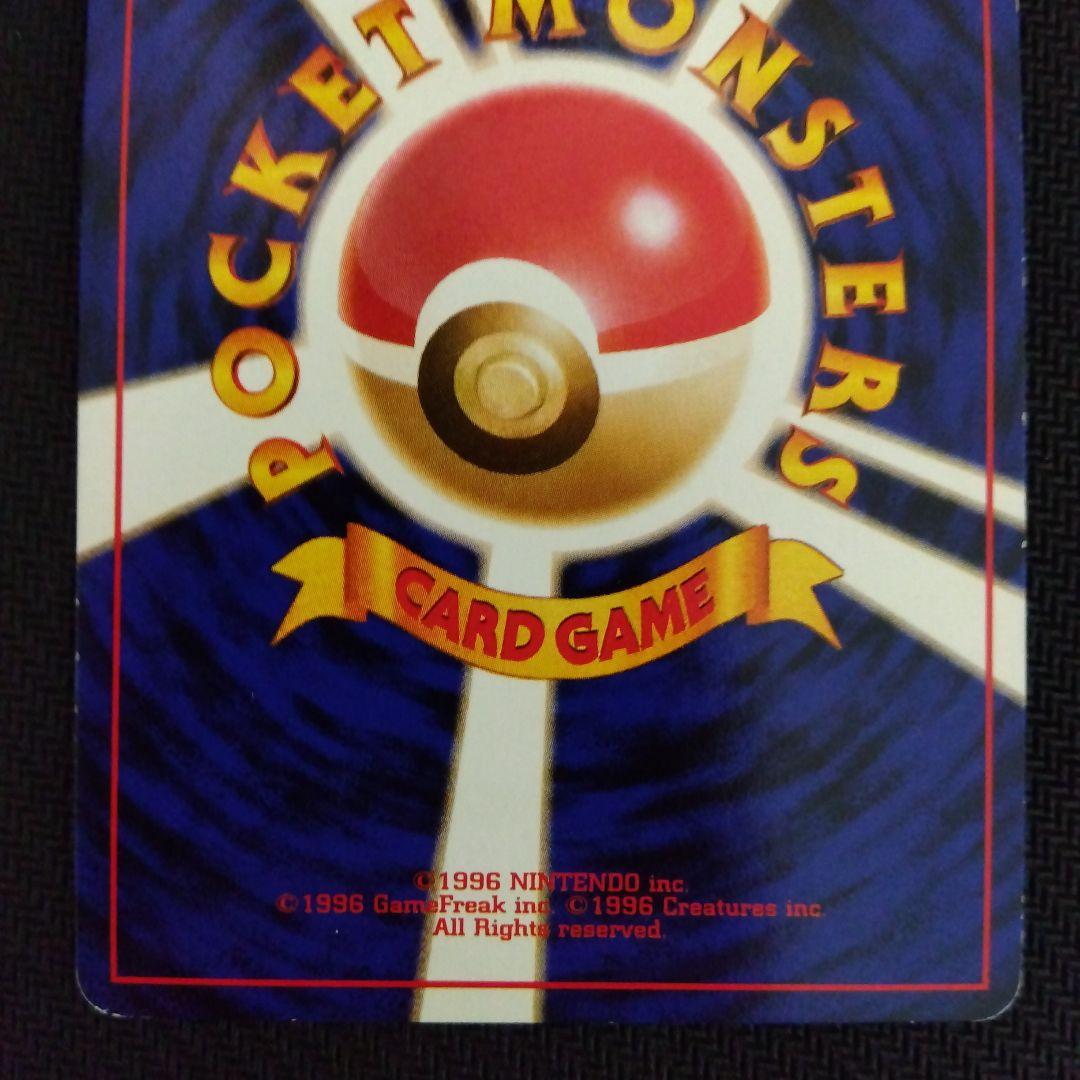 POCKET MONSTERS
CARD GAME
©1996 NINTENDO inc.
©1996 GameFreak inc. ©1996 Creatures inc.
All Rights reserved.